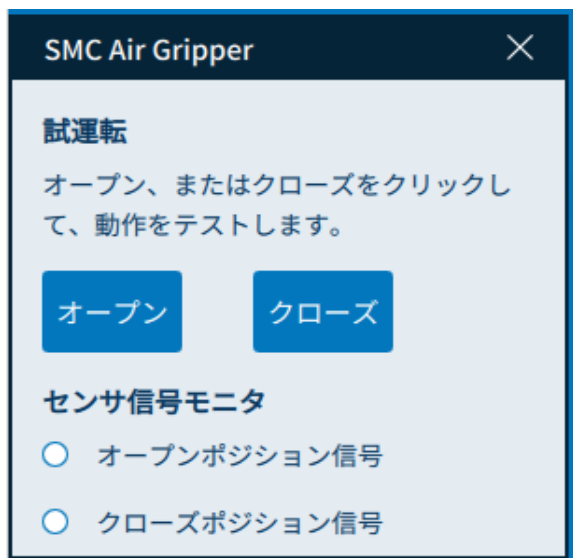 SMC Air Gripper
試運転
オープン、またはクローズをクリックし
て、動作をテストします。
オープン
クローズ
センサ信号モニタ
オープンポジション信号
クローズポジション信号